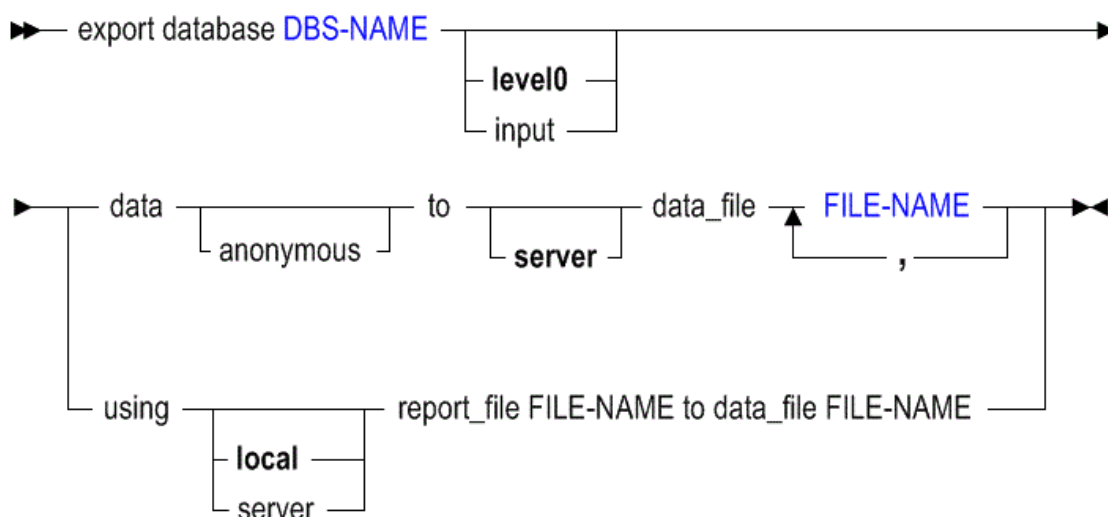 export database DBS-NAME
level0
input
data to data_file FILE-NAME
anonymous server ,
using report_file FILE-NAME to data_file FILE-NAME
local
server